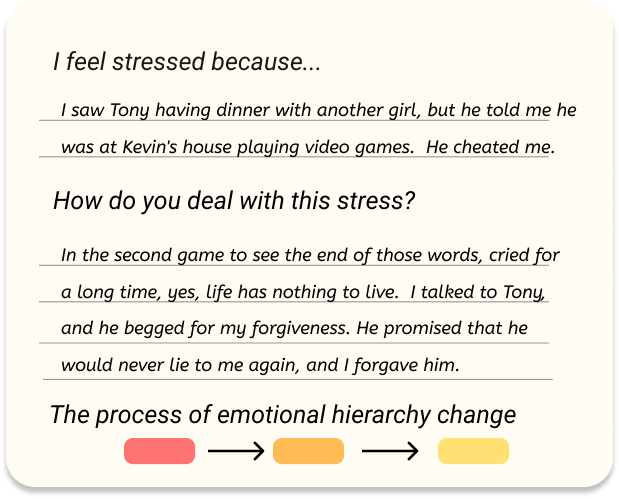 I feel stressed because...
I saw Tony having dinner with another girl, but he told me he
was at Kevin's house playing video games.  He cheated me.
How do you deal with this stress?
In the second game to see the end of those words, cried for
a long time, yes, life has nothing to live.  I talked to Tony,
and he begged for my forgiveness. He promised that he
would never lie to me again, and I forgave him.
The process of emotional hierarchy change